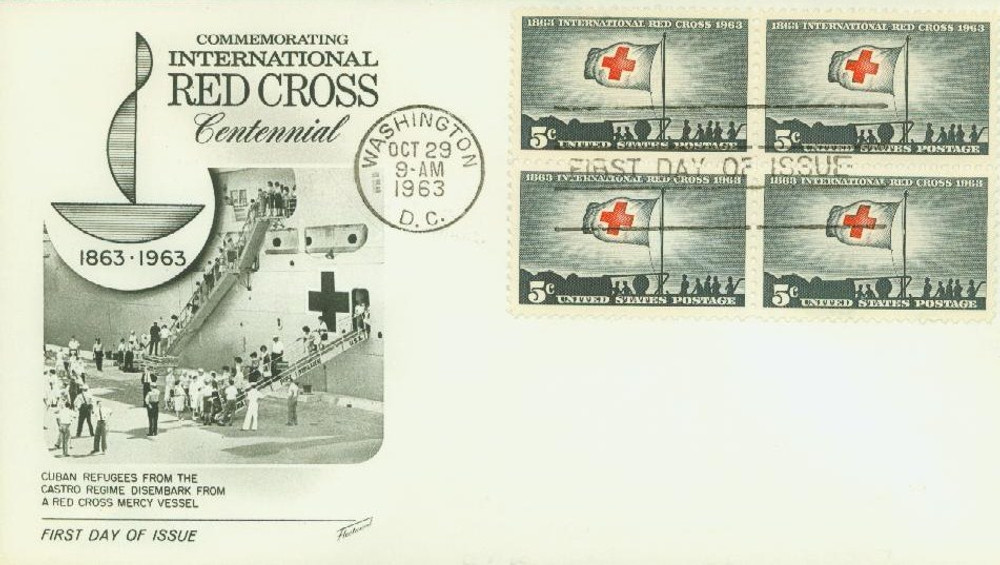 COMMEMORATING
INTERNATIONAL
RED CROSS
Centennial
1863 · 1963
WASHINGTON
OCT 29
9-AM
1963
D. C.
1863 INTERNATIONAL RED CROSS 1963
5c
UNITED STATES POSTAGE
1863 INTERNATIONAL RED CROSS 1963
5c
UNITED STATES POSTAGE
FIRST DAY OF ISSUE
1863 INTERNATIONAL RED CROSS 1963
5c
UNITED STATES POSTAGE
1863 INTERNATIONAL RED CROSS 1963
5c
UNITED STATES POSTAGE
CUBAN REFUGEES FROM THE
CASTRO REGIME DISEMBARK FROM
A RED CROSS MERCY VESSEL
FIRST DAY OF ISSUE
Fleetwood